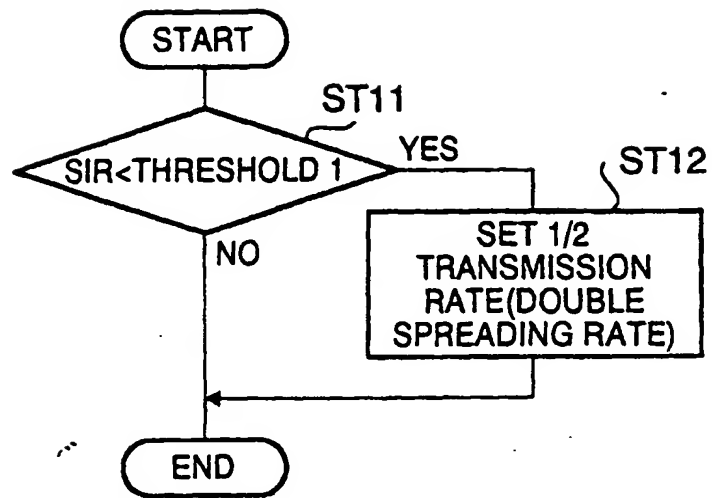 START
ST11
SIR<THRESHOLD 1
YES
ST12
SET 1/2
TRANSMISSION
RATE(DOUBLE
SPREADING RATE)
NO
END